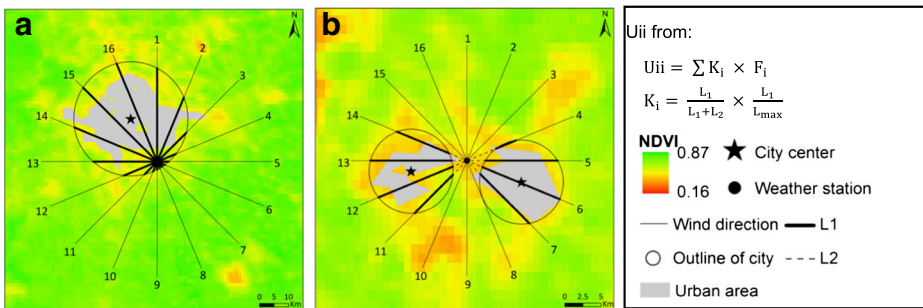 a
N
1
2
3
4
5
6
7
8
9
10
11
12
13
14
15
16
0 5 10
Km
b
N
1
2
3
4
5
6
7
8
9
10
11
12
13
14
15
16
0 2.5 5
Km
Uii from:
Uii = ∑ Kᵢ × Fᵢ
Kᵢ = L₁/(L₁+L₂) × L₁/Lmax
NDVI
0.87
0.16
City center
Weather station
Wind direction
L1
Outline of city
L2
Urban area